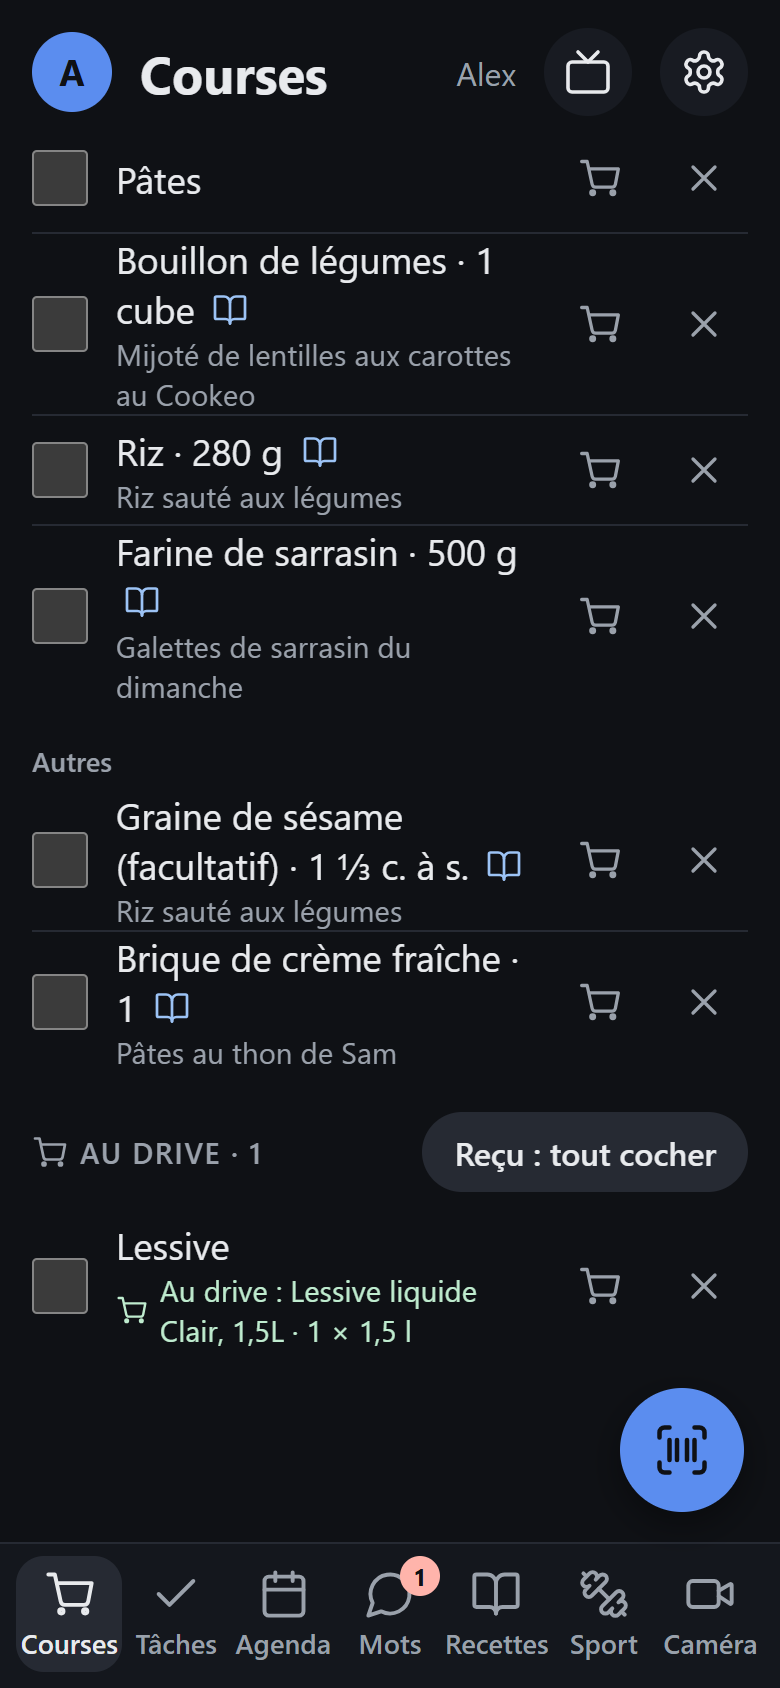 A
Courses
Alex
Pâtes
Bouillon de légumes · 1
cube
Mijoté de lentilles aux carottes
au Cookeo
Riz · 280 g
Riz sauté aux légumes
Farine de sarrasin · 500 g
Galettes de sarrasin du
dimanche
Autres
Graine de sésame
(facultatif) · 1 ⅓ c. à s.
Riz sauté aux légumes
Brique de crème fraîche ·
1
Pâtes au thon de Sam
AU DRIVE · 1
Reçu : tout cocher
Lessive
Au drive : Lessive liquide
Clair, 1,5L · 1 × 1,5 l
1
Courses
Tâches
Agenda
Mots
Recettes
Sport
Caméra